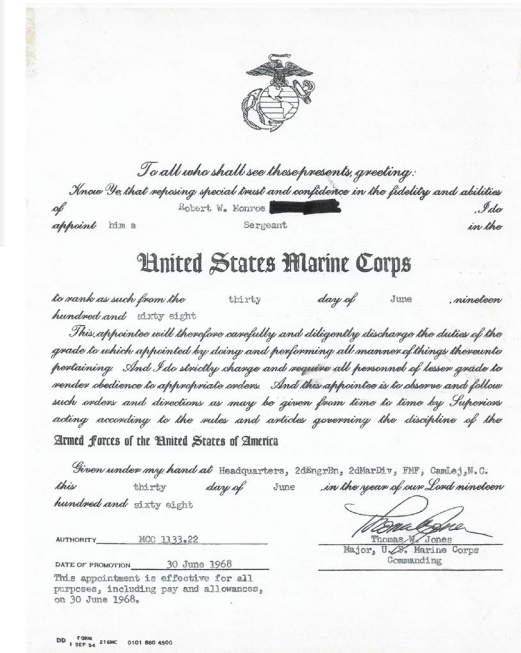 To all who shall see these presents, greeting:
Know Ye, that reposing special trust and confidence in the fidelity and abilities
of Robert W. Monroe , I do
appoint him a Sergeant in the
United States Marine Corps
to rank as such from the thirty day of June , nineteen
hundred and sixty eight
This appointee will therefore carefully and diligently discharge the duties of the
grade to which appointed by doing and performing all manner of things thereunto
pertaining. And I do strictly charge and require all personnel of lesser grade to
render obedience to appropriate orders. And this appointee is to observe and follow
such orders and directions as may be given from time to time by Superiors
acting according to the rules and articles governing the discipline of the
Armed Forces of the United States of America
Given under my hand at Headquarters, 2dEngrBn, 2dMarDiv, FMF, CamLej, N.C.
this thirty day of June , in the year of our Lord nineteen
hundred and sixty eight
Thomas W. Jones
AUTHORITY MCO 1133.22
Thomas W. Jones
Major, U.S. Marine Corps
Commanding
DATE OF PROMOTION 30 June 1968
This appointment is effective for all
purposes, including pay and allowances,
on 30 June 1968.
DD FORM 1 SEP 54 216MC 0101 860 4500